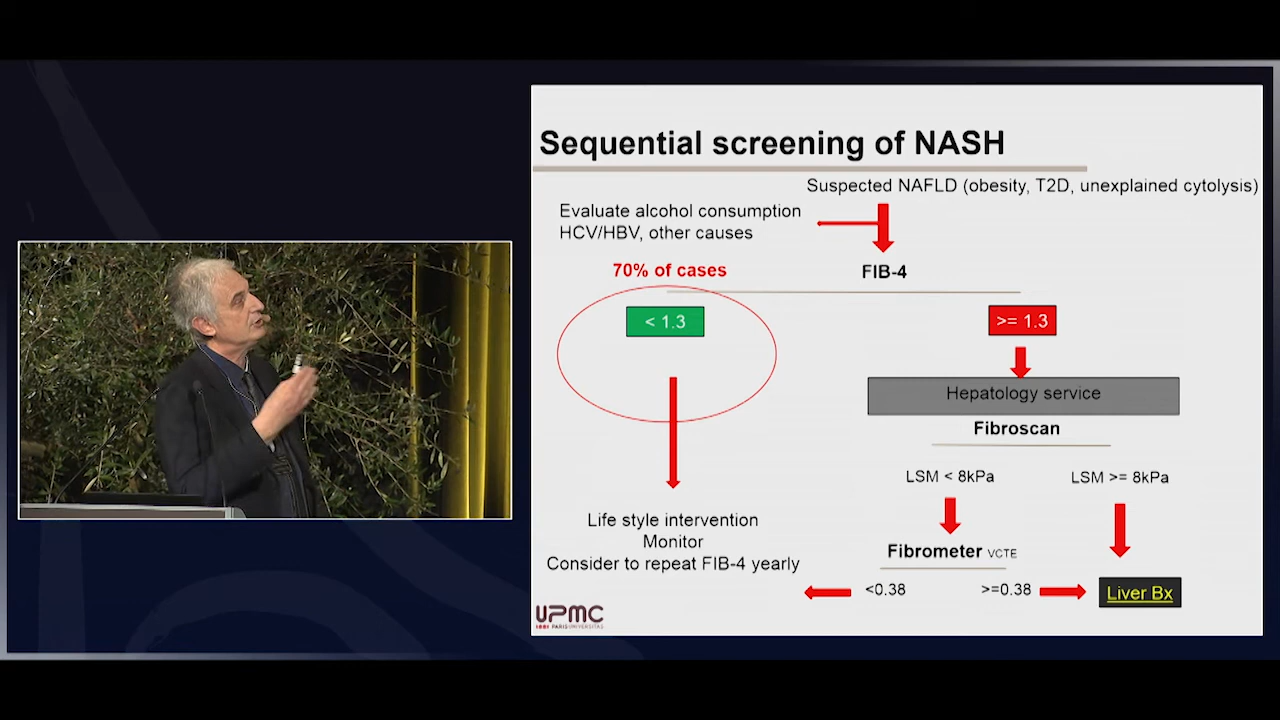 Sequential screening of NASH
Suspected NAFLD (obesity, T2D, unexplained cytolysis)
Evaluate alcohol consumption
HCV/HBV, other causes
70% of cases
FIB-4
< 1.3
>= 1.3
Hepatology service
Fibroscan
LSM < 8kPa
LSM >= 8kPa
Life style intervention
Monitor
Consider to repeat FIB-4 yearly
Fibrometer VCTE
<0.38
>=0.38
Liver Bx
UPMC
PARISUNIVERSITAS